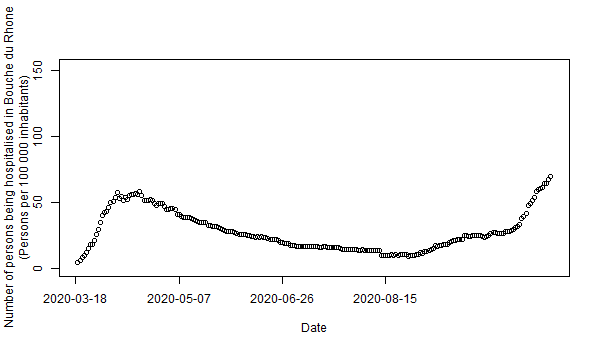 Number of persons being hospitalised in Bouche du Rhone
(Persons per 100 000 inhabitants)
150
100
50
0
2020-03-18 2020-05-07 2020-06-26 2020-08-15
Date